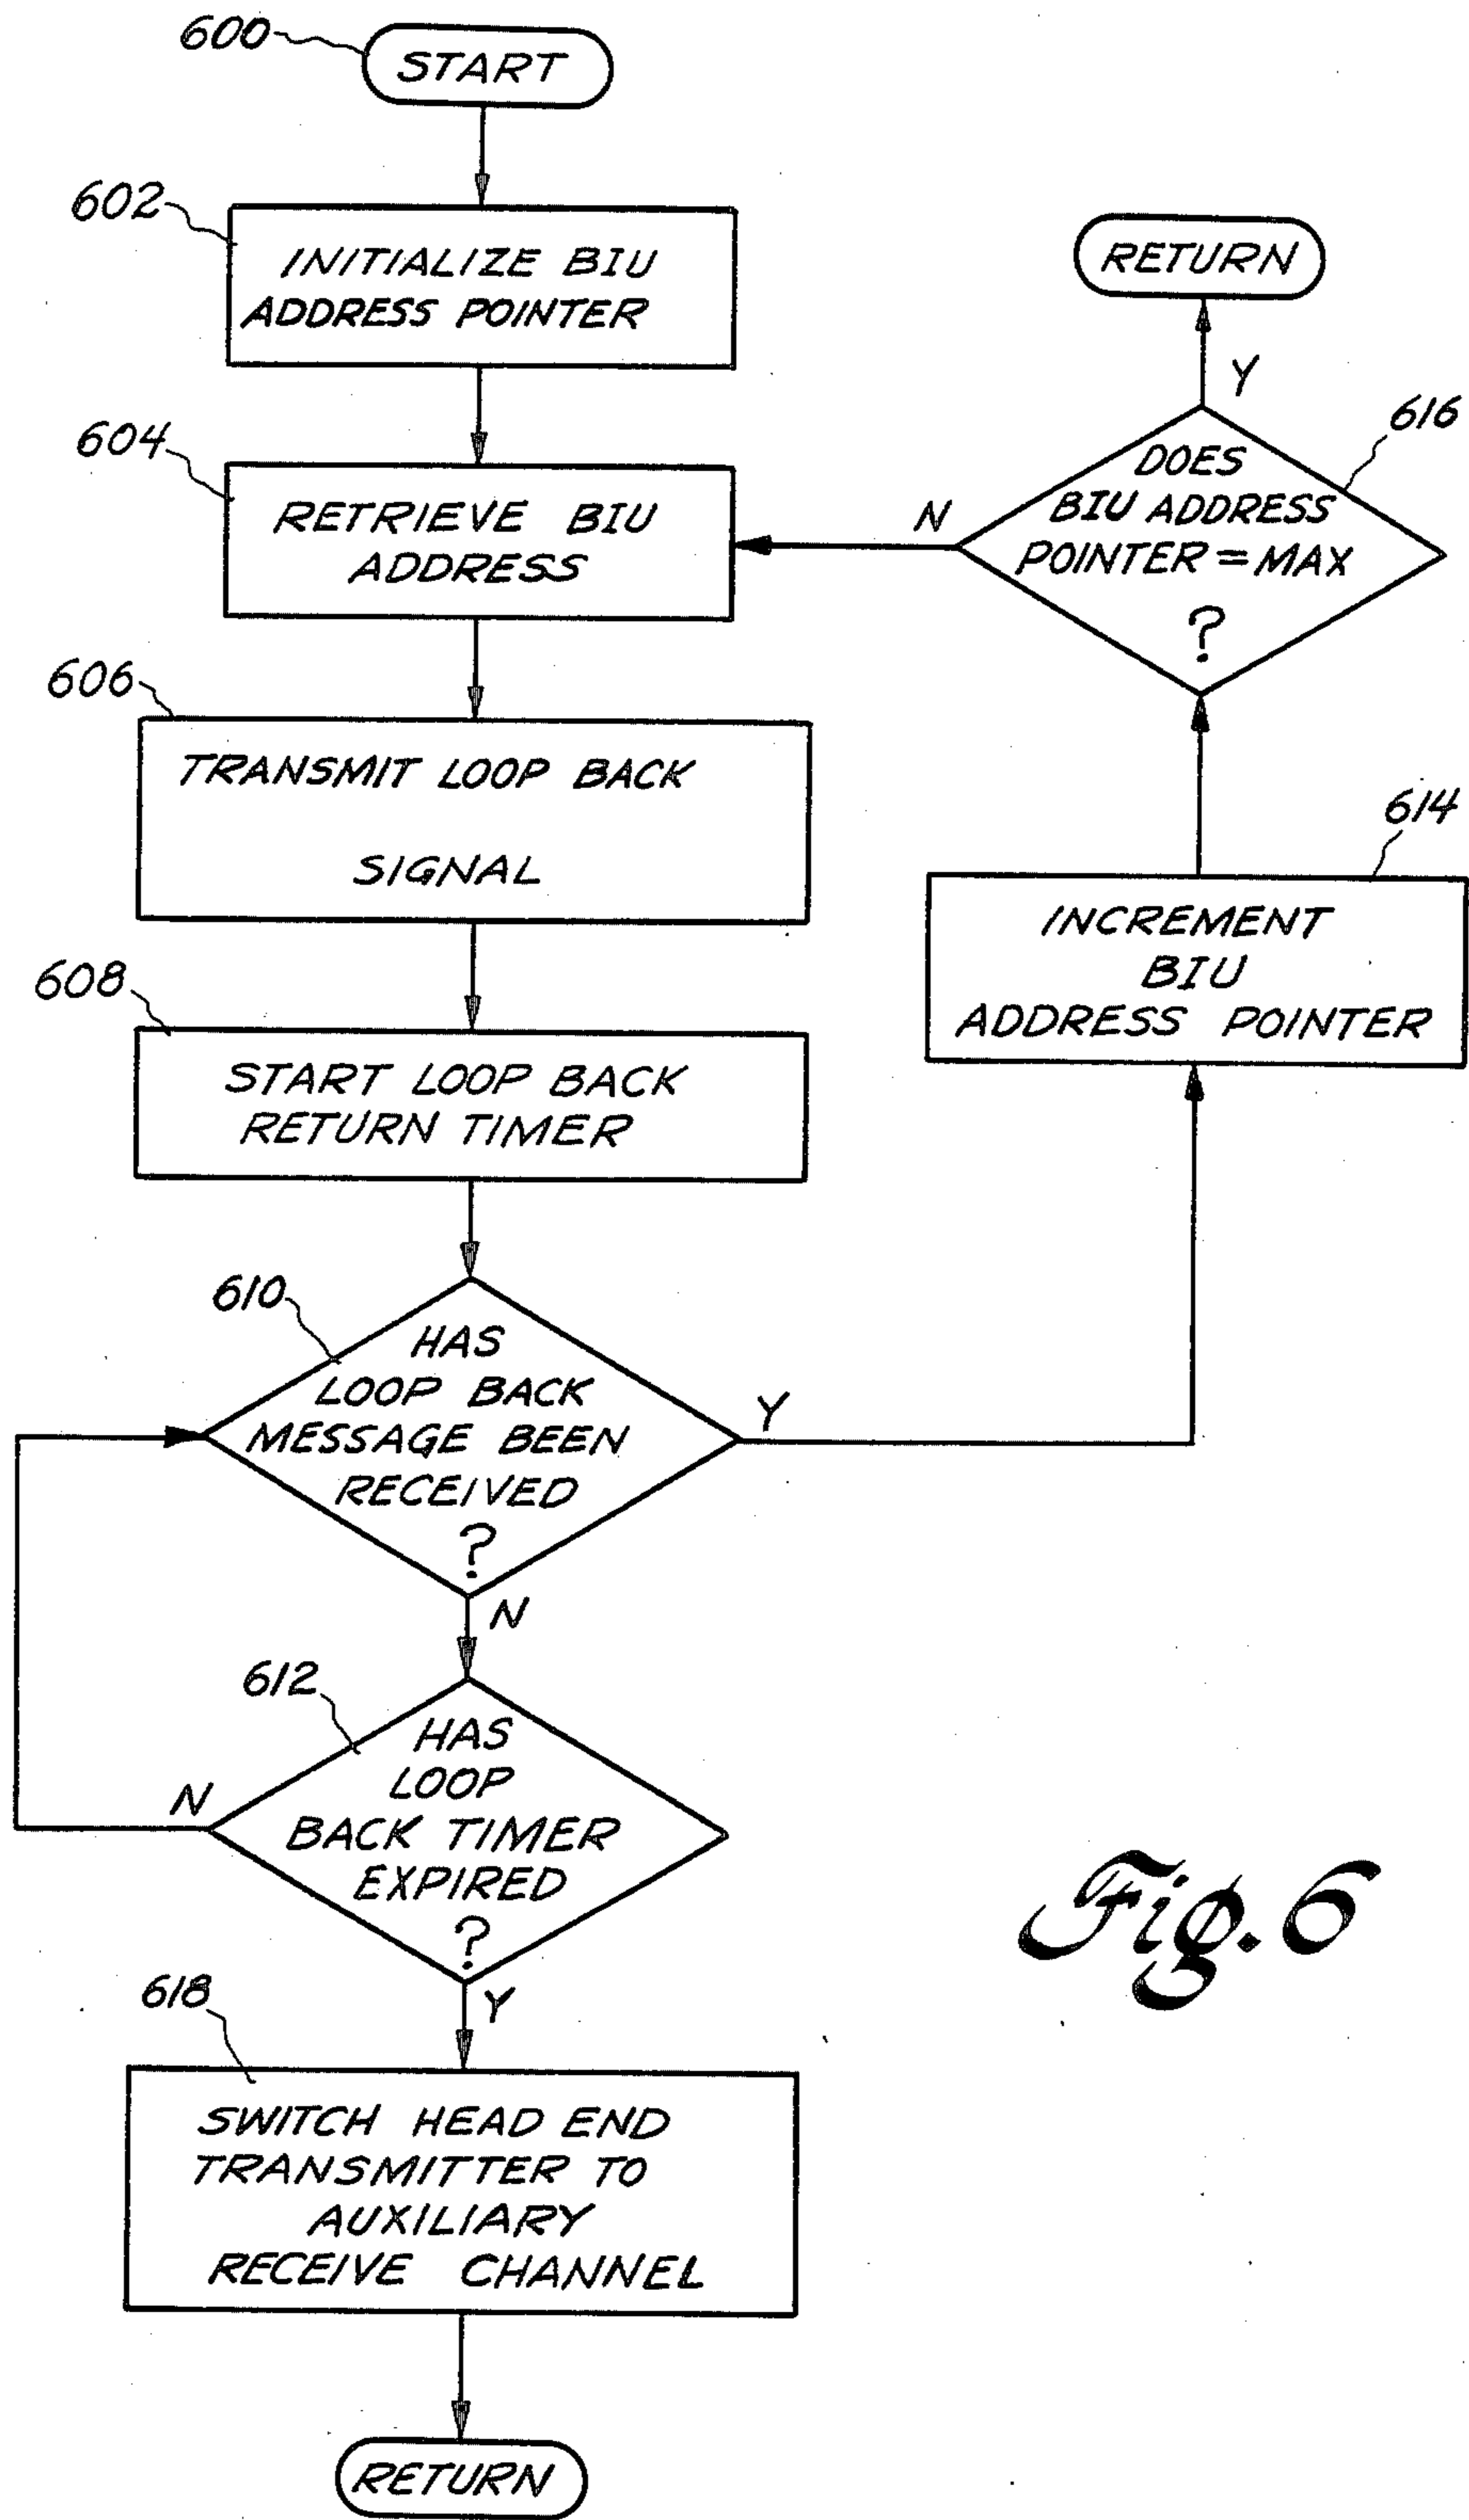 600
START
602
INITIALIZE BIU
ADDRESS POINTER
604
RETRIEVE BIU
ADDRESS
606
TRANSMIT LOOP BACK
SIGNAL
608
START LOOP BACK
RETURN TIMER
610
HAS
LOOP BACK
MESSAGE BEEN
RECEIVED
?
Y
N
612
HAS
LOOP
BACK TIMER
EXPIRED
?
N
Y
618
SWITCH HEAD END
TRANSMITTER TO
AUXILIARY
RECEIVE CHANNEL
RETURN
614
INCREMENT
BIU
ADDRESS POINTER
616
DOES
BIU ADDRESS
POINTER = MAX
?
N
Y
RETURN
Fig. 6